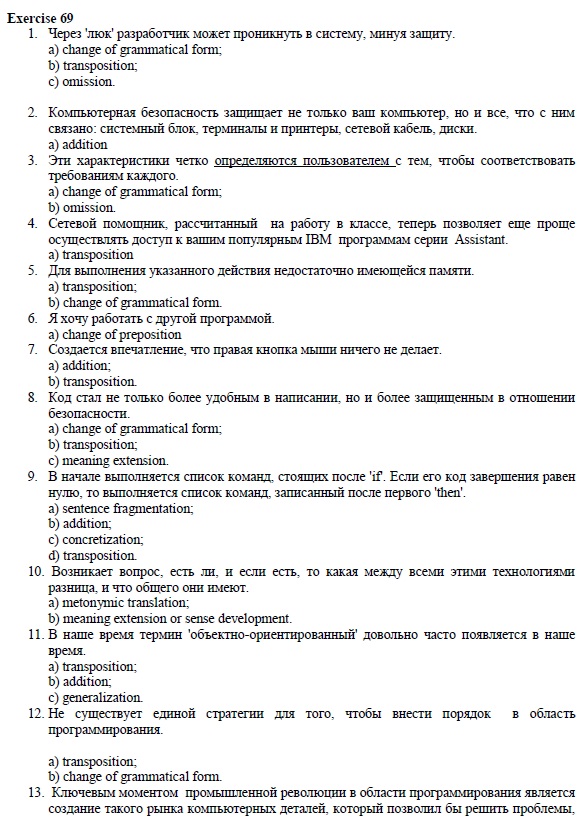 Exercise 69
1. Через 'люк' разработчик может проникнуть в систему, минуя защиту.
a) change of grammatical form;
b) transposition;
c) omission.
2. Компьютерная безопасность защищает не только ваш компьютер, но и все, что с ним
связано: системный блок, терминалы и принтеры, сетевой кабель, диски.
a) addition
3. Эти характеристики четко определяются пользователем с тем, чтобы соответствовать
требованиям каждого.
a) change of grammatical form;
b) omission.
4. Сетевой помощник, рассчитанный на работу в классе, теперь позволяет еще проще
осуществлять доступ к вашим популярным IBM программам серии Assistant.
a) transposition
5. Для выполнения указанного действия недостаточно имеющейся памяти.
a) transposition;
b) change of grammatical form.
6. Я хочу работать с другой программой.
a) change of preposition
7. Создается впечатление, что правая кнопка мыши ничего не делает.
a) addition;
b) transposition.
8. Код стал не только более удобным в написании, но и более защищенным в отношении
безопасности.
a) change of grammatical form;
b) transposition;
c) meaning extension.
9. В начале выполняется список команд, стоящих после 'if'. Если его код завершения равен
нулю, то выполняется список команд, записанный после первого 'then'.
a) sentence fragmentation;
b) addition;
c) concretization;
d) transposition.
10. Возникает вопрос, есть ли, и если есть, то какая между всеми этими технологиями
разница, и что общего они имеют.
a) metonymic translation;
b) meaning extension or sense development.
11. В наше время термин 'объектно-ориентированный' довольно часто появляется в наше
время.
a) transposition;
b) addition;
c) generalization.
12. Не существует единой стратегии для того, чтобы внести порядок в область
программирования.
a) transposition;
b) change of grammatical form.
13. Ключевым моментом промышленной революции в области программирования является
создание такого рынка компьютерных деталей, который позволил бы решить проблемы,